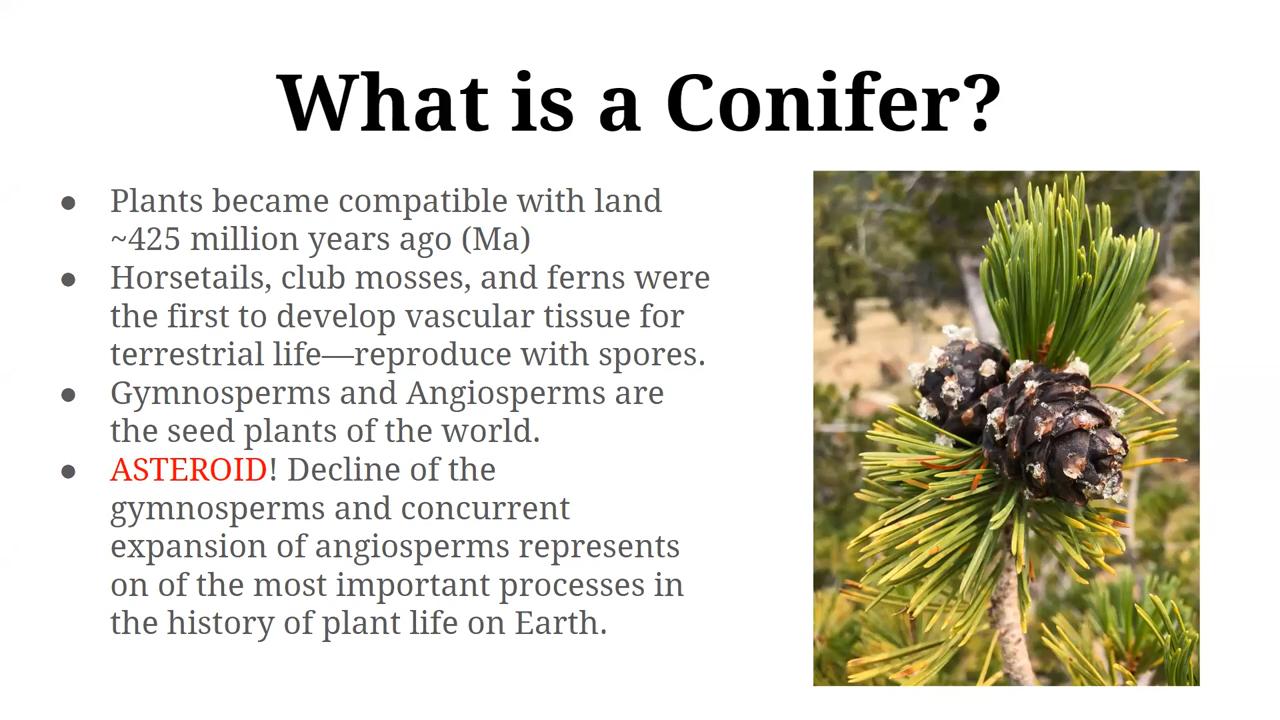 What is a Conifer?
● Plants became compatible with land
~425 million years ago (Ma)
● Horsetails, club mosses, and ferns were
the first to develop vascular tissue for
terrestrial life—reproduce with spores.
● Gymnosperms and Angiosperms are
the seed plants of the world.
● ASTEROID! Decline of the
gymnosperms and concurrent
expansion of angiosperms represents
on of the most important processes in
the history of plant life on Earth.